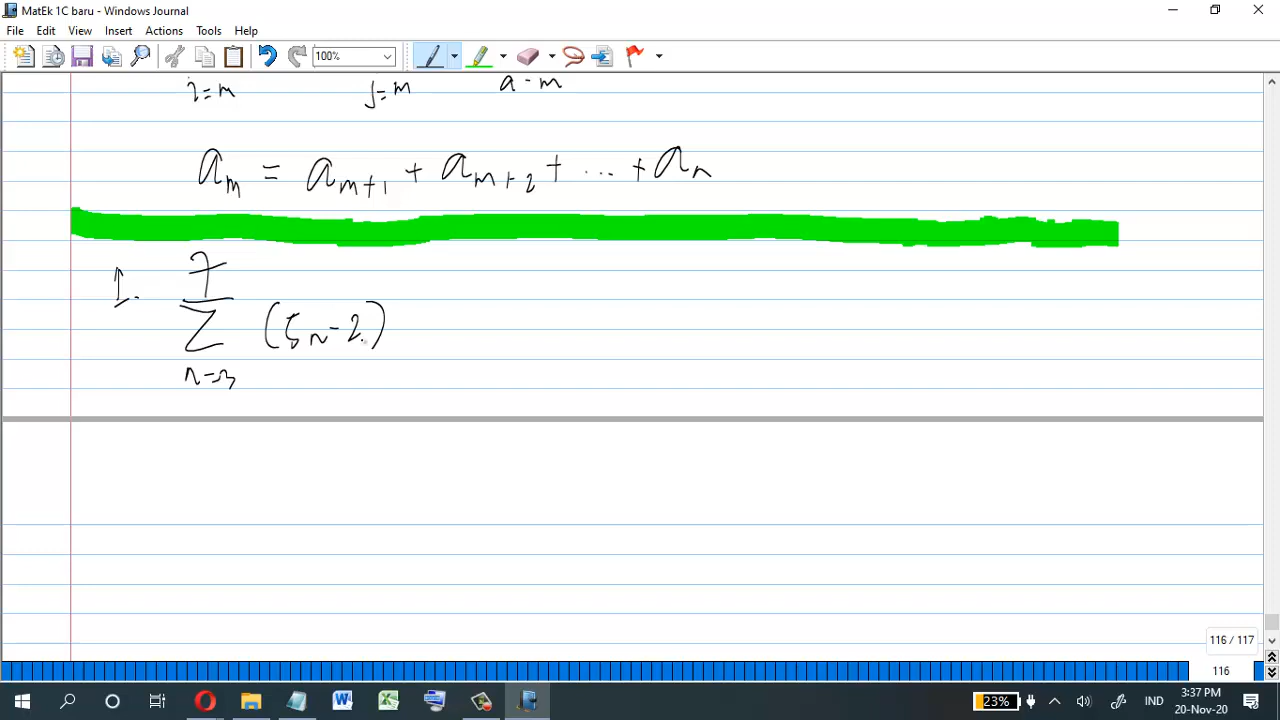 MatEk 1C baru - Windows Journal
File Edit View Insert Actions Tools Help
100%
i=m j=m a=m
a_m = a_{m+1} + a_{m+2} + ... + a_n
1. 7
Σ (5n-2)
n=3
116 / 117
116
23% IND 3:37 PM
20-Nov-20